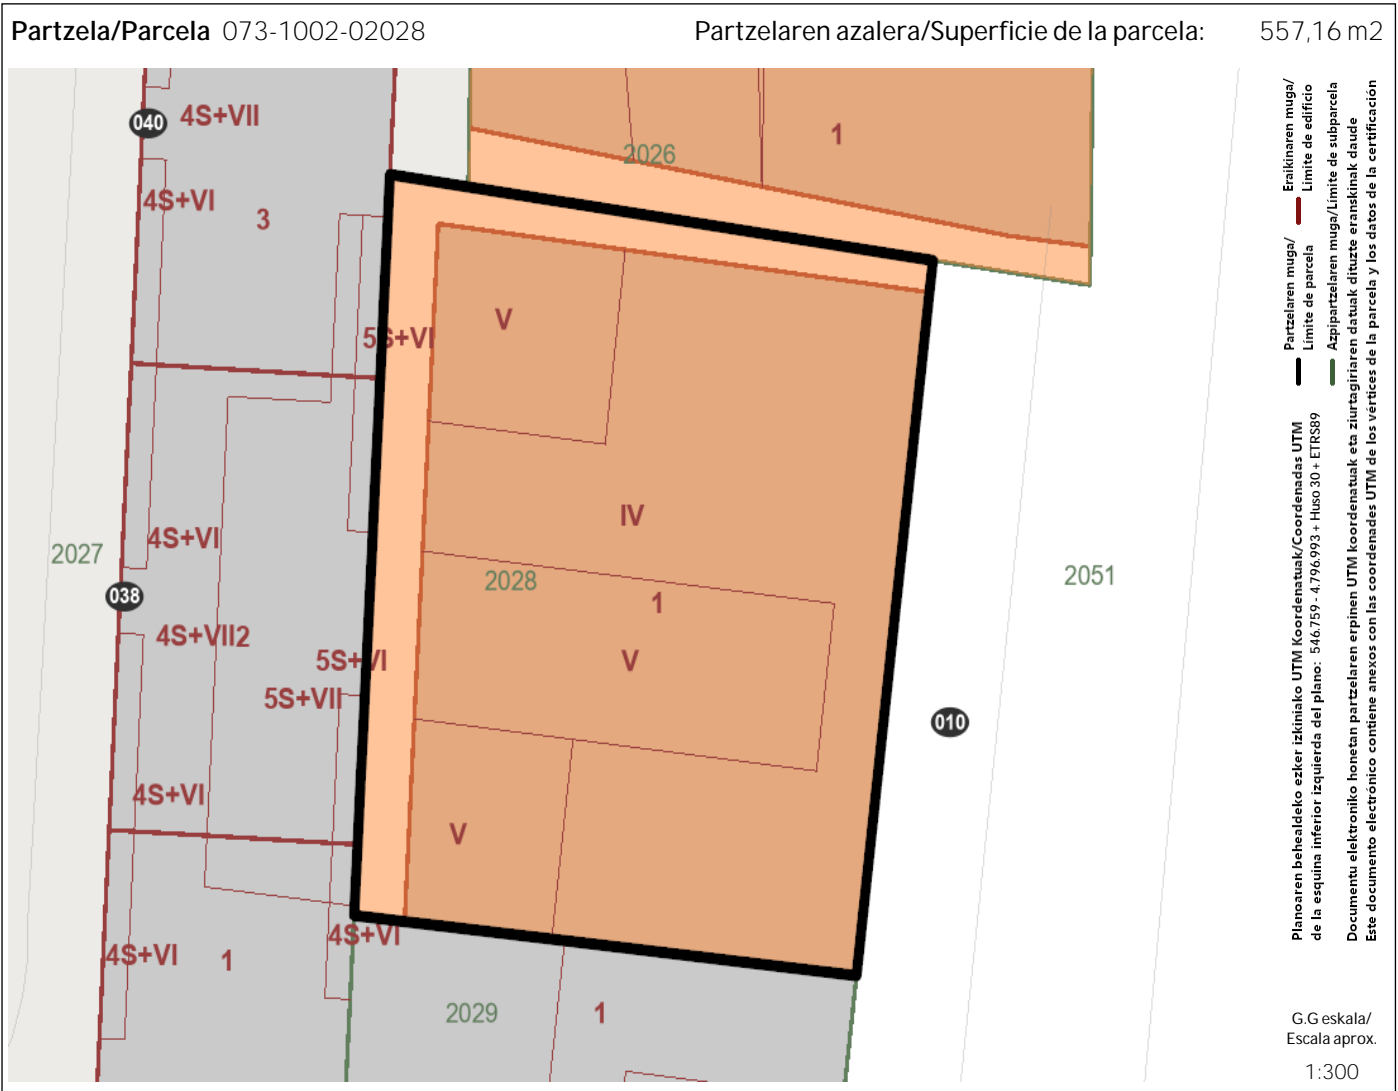 Partzela/Parcela 073-1002-02028
Partzelaren azalera/Superficie de la parcela: 557,16 m2
040
4S+VII
1
2026
4S+VI
3
V
5S+VI
IV
4S+VI
2027
2028
2051
038
1
4S+VII2
5S+VI
V
5S+VII
010
4S+VI
V
4S+VI
4S+VI
1
2029
1
Partzelaren muga/
Límite de parcela
Eraikinaren muga/
Límite de edificio
Azpipartzelaren muga/Límite de subparcela
Planoaren behealdeko ezker izkiniako UTM Koordenatuak/Coordenadas UTM
de la esquina inferior izquierda del plano: 546.759 - 4.796.993 + Huso 30 + ETRS89
Documentu elektroniko honetan partzelaren erpinen UTM koordenatuak eta ziurtagiriaren datuak dituzte eranskinak daude
Este documento electrónico contiene anexos con las coordenadas UTM de los vértices de la parcela y los datos de la certificación
G.G eskala/
Escala aprox.
1:300